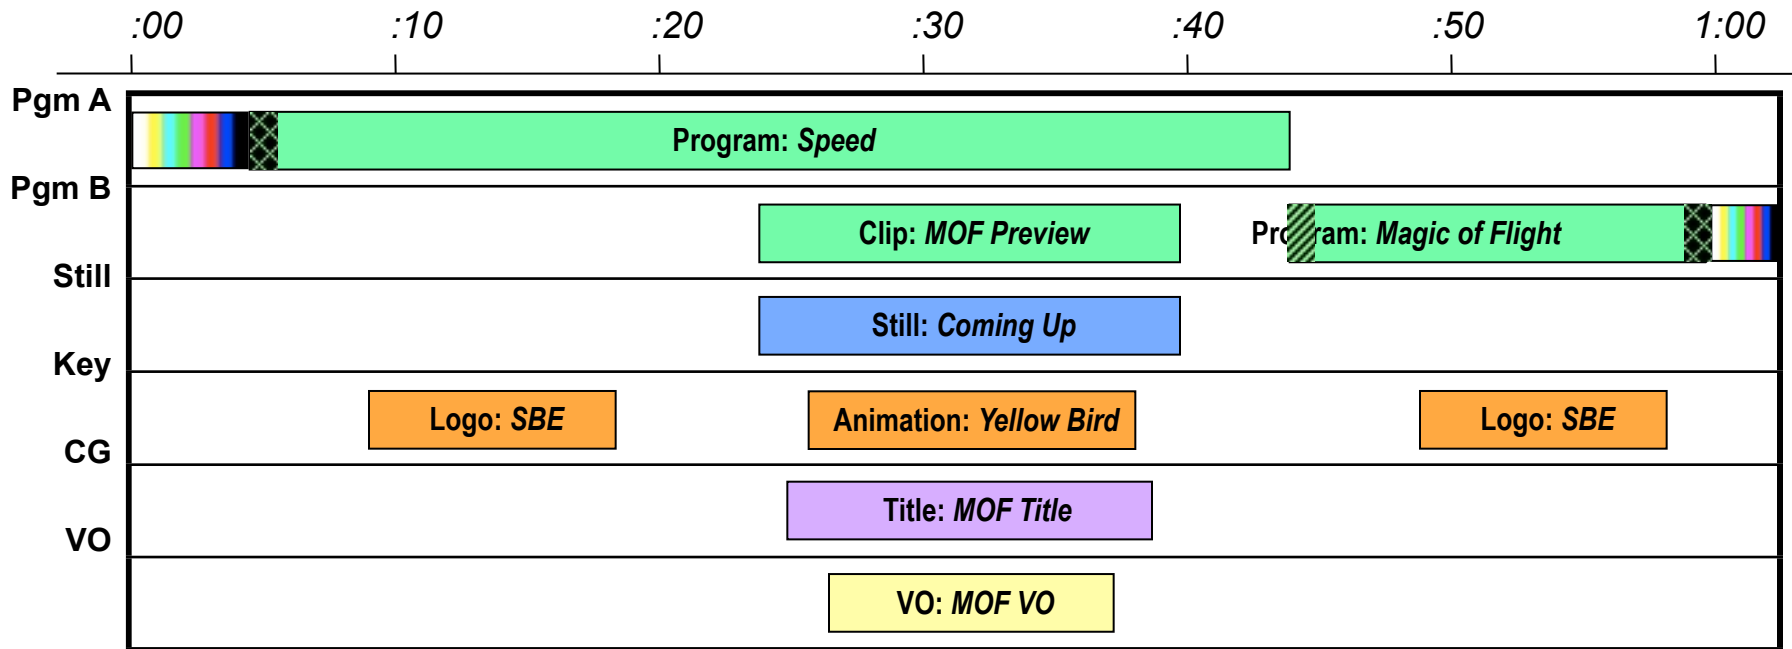 :00 :10 :20 :30 :40 :50 1:00
Pgm A
Program: Speed
Pgm B
Clip: MOF Preview
Program: Magic of Flight
Still
Still: Coming Up
Key
Logo: SBE
Animation: Yellow Bird
Logo: SBE
CG
Title: MOF Title
VO
VO: MOF VO